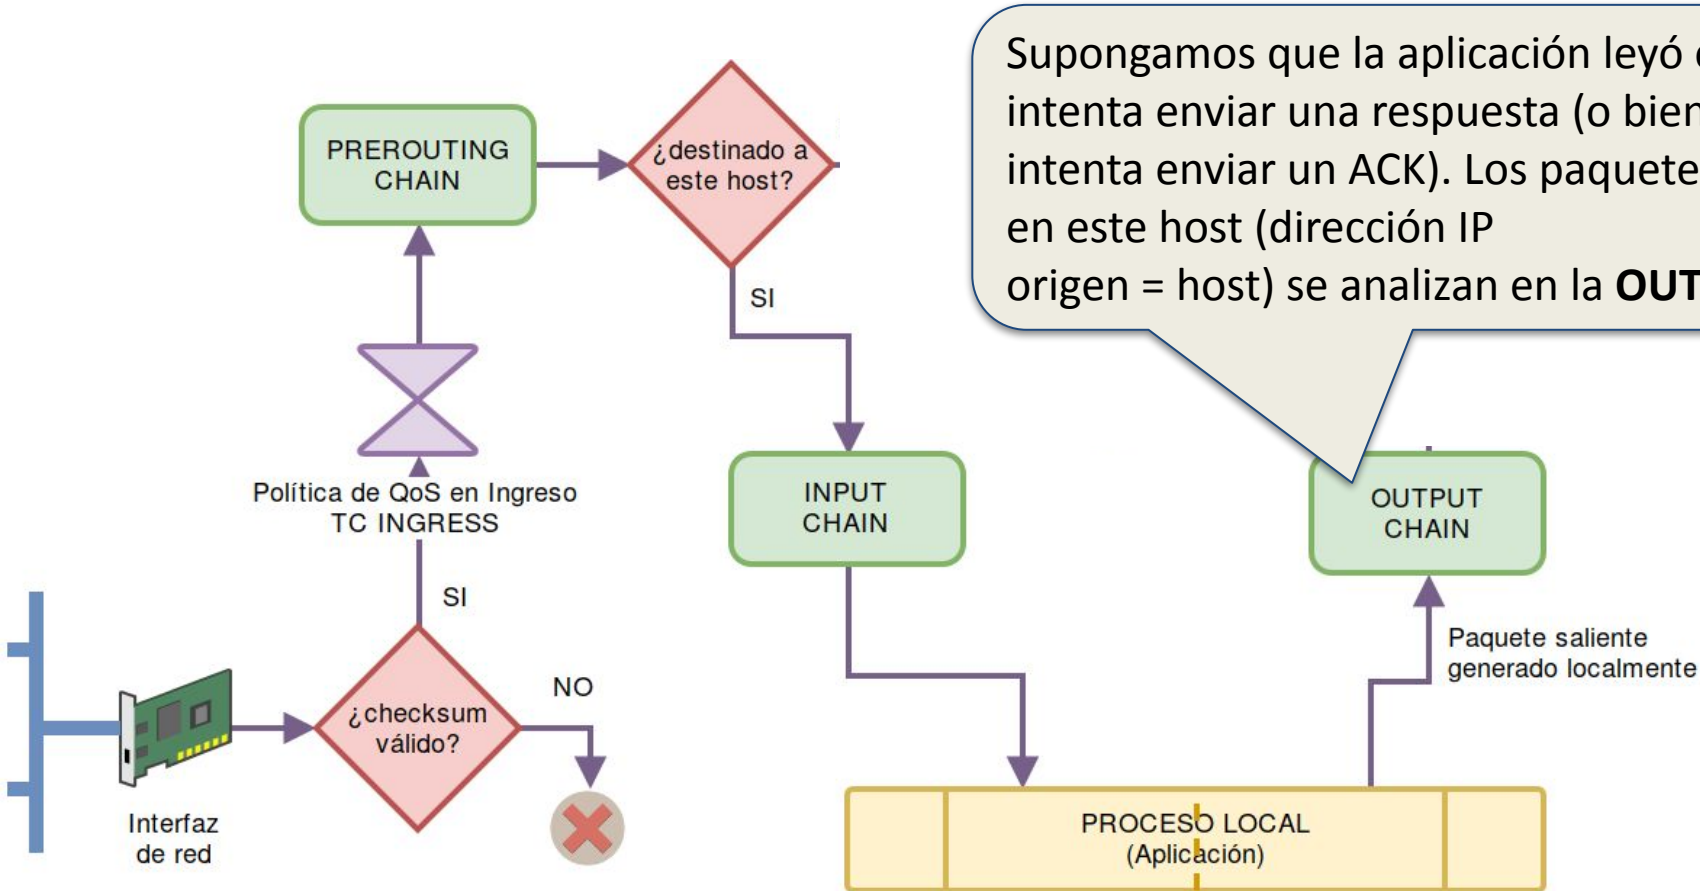 Supongamos que la aplicación leyó
intenta enviar una respuesta (o bien
intenta enviar un ACK). Los
en este host (dirección IP
origen = host) se analizan en la
PREROUTING
CHAIN
¿destinado a
este host?
SI
Política de QoS en Ingreso
TC INGRESS
INPUT
CHAIN
OUTPUT
CHAIN
SI
Paquete saliente
generado localmente
NO
¿checksum
válido?
Interfaz
de red
PROCESO LOCAL
(Aplicación)